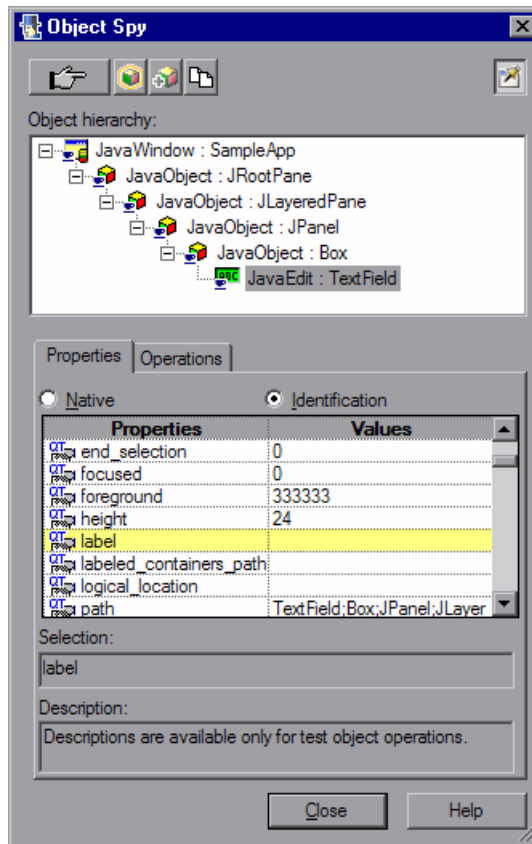 Object Spy
Object hierarchy:
JavaWindow : SampleApp
JavaObject : JRootPane
JavaObject : JLayeredPane
JavaObject : JPanel
JavaObject : Box
ABC JavaEdit : TextField
Properties Operations
Native Identification
Properties Values
end_selection 0
focused 0
foreground 333333
height 24
label
labeled_containers_path
logical_location
path TextField;Box;JPanel;JLayer
Selection:
label
Description:
Descriptions are available only for test object operations.
Close Help